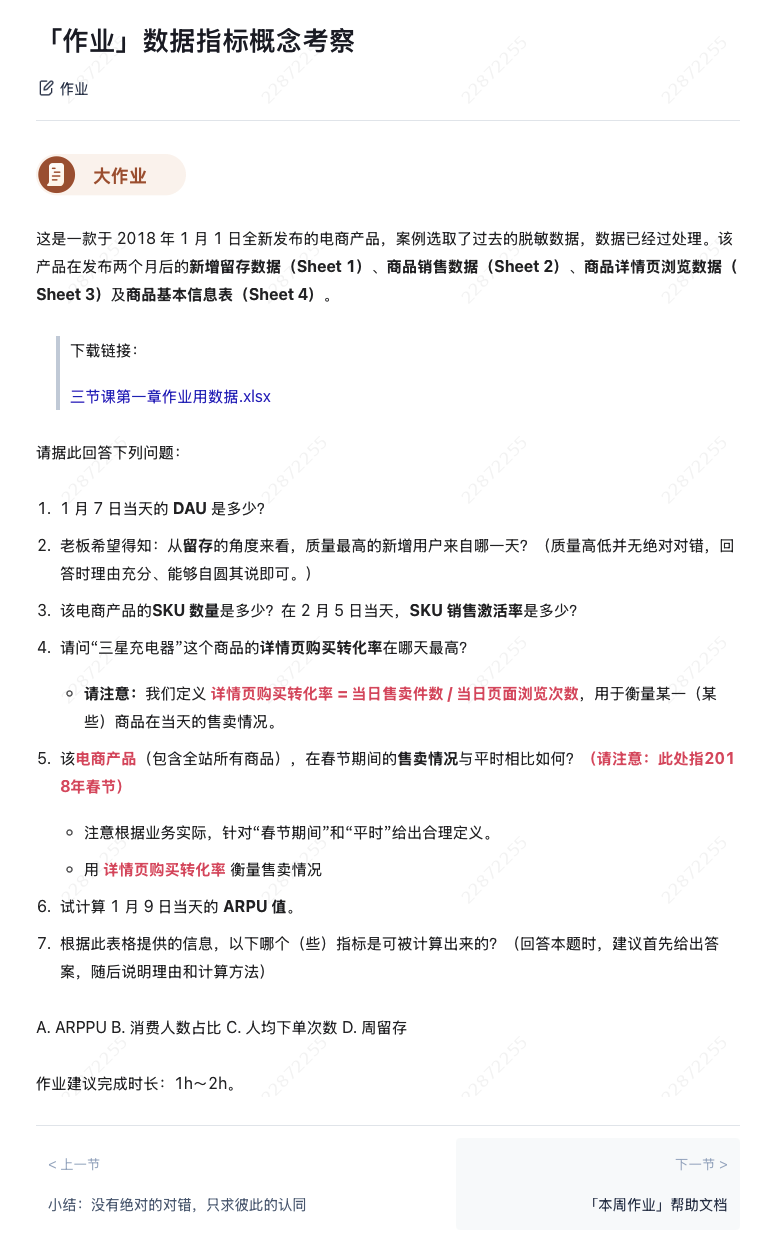 「作业」数据指标概念考察
作业
大作业
这是一款于 2018 年 1 月 1 日全新发布的电商产品，案例选取了过去的脱敏数据，数据已经过处理。该
产品在发布两个月后的新增留存数据（Sheet 1）、商品销售数据（Sheet 2）、商品详情页浏览数据（
Sheet 3）及商品基本信息表（Sheet 4）。
下载链接：
三节课第一章作业用数据.xlsx
请据此回答下列问题：
1. 1 月 7 日当天的 DAU 是多少？
2. 老板希望得知：从留存的角度来看，质量最高的新增用户来自哪一天？（质量高低并无绝对对错，回
答时理由充分、能够自圆其说即可。）
3. 该电商产品的SKU 数量是多少？在 2 月 5 日当天，SKU 销售激活率是多少？
4. 请问“三星充电器”这个商品的详情页购买转化率在哪天最高？
请注意：我们定义 详情页购买转化率 = 当日售卖件数 / 当日页面浏览次数，用于衡量某一（某
些）商品在当天的售卖情况。
5. 该电商产品（包含全站所有商品），在春节期间的售卖情况与平时相比如何？（请注意：此处指201
8年春节）
注意根据业务实际，针对“春节期间”和“平时”给出合理定义。
用 详情页购买转化率 衡量售卖情况
6. 试计算 1 月 9 日当天的 ARPU 值。
7. 根据此表格提供的信息，以下哪个（些）指标是可被计算出来的？（回答本题时，建议首先给出答
案，随后说明理由和计算方法）
A. ARPPU B. 消费人数占比 C. 人均下单次数 D. 周留存
作业建议完成时长：1h～2h。
< 上一节
下一节 >
小结：没有绝对的对错，只求彼此的认同
「本周作业」帮助文档
22872255